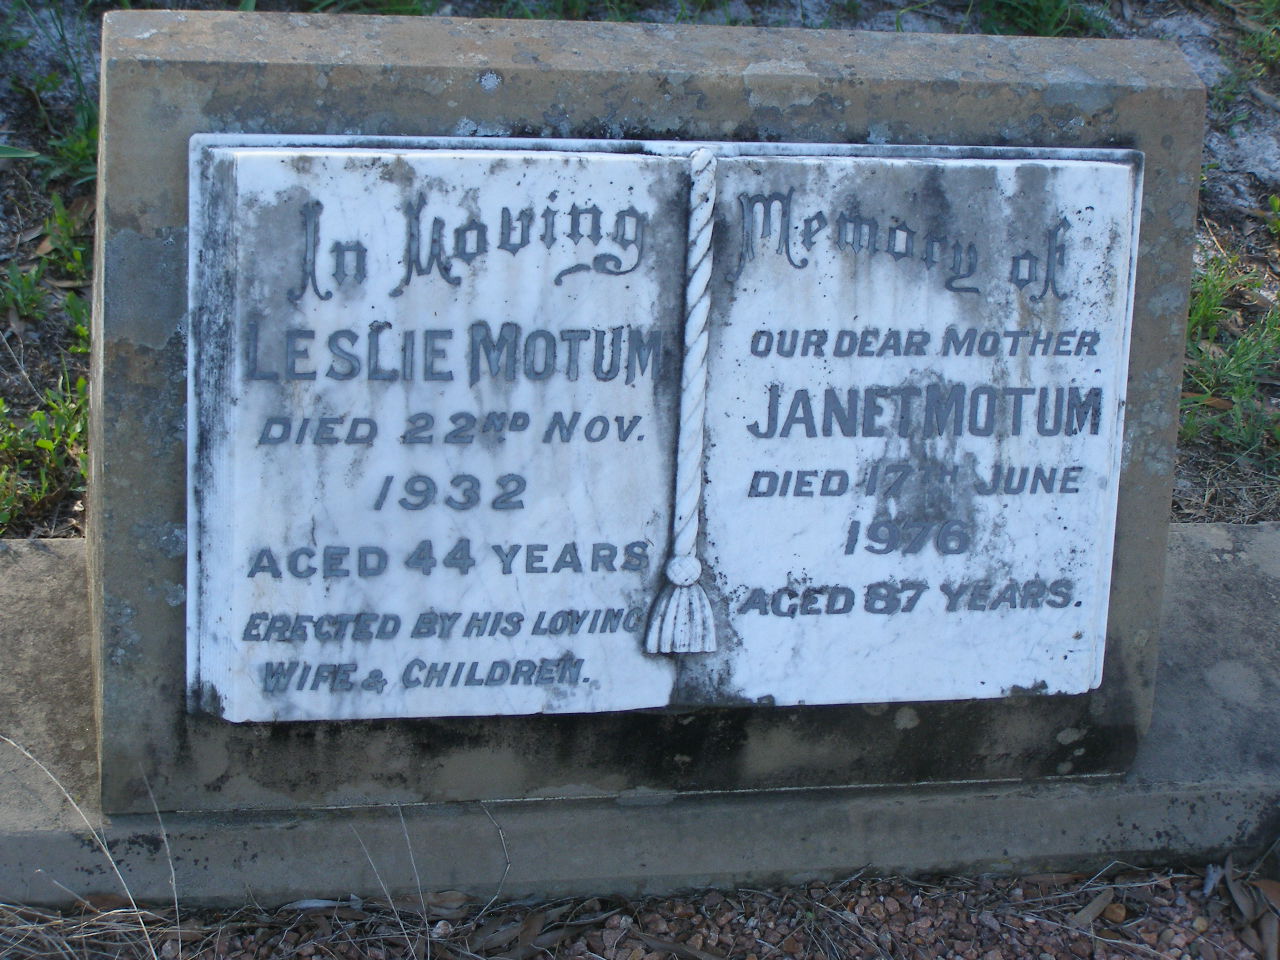 In Loving
LESLIE MOTUM
DIED 22ND NOV.
1932
AGED 44 YEARS
ERECTED BY HIS LOVING
WIFE & CHILDREN.
Memory of
OUR DEAR MOTHER
JANET MOTUM
DIED 17TH JUNE
1976
AGED 87 YEARS.